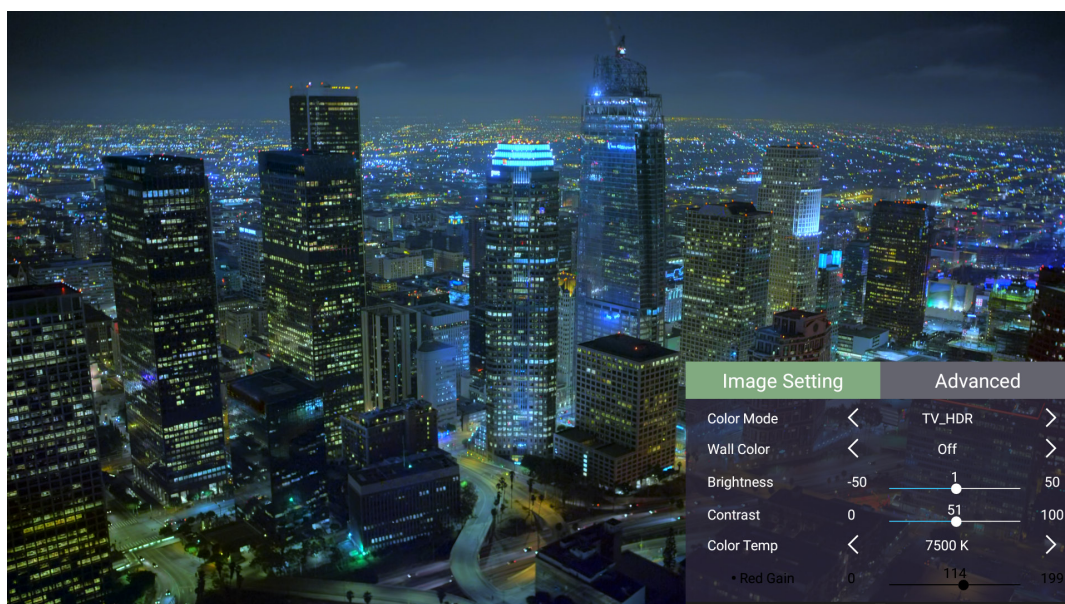 Image Setting Advanced
Color Mode TV_HDR
Wall Color Off
Brightness -50 1 50
Contrast 0 51 100
Color Temp 7500 K
• Red Gain 0 114 199